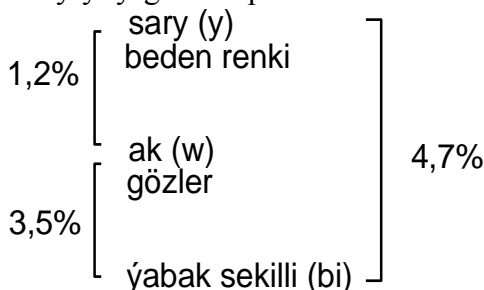 sary (y)
beden renki
1,2%
ak (w)
gözler
4,7%
3,5%
ýabak sekilli (bi)